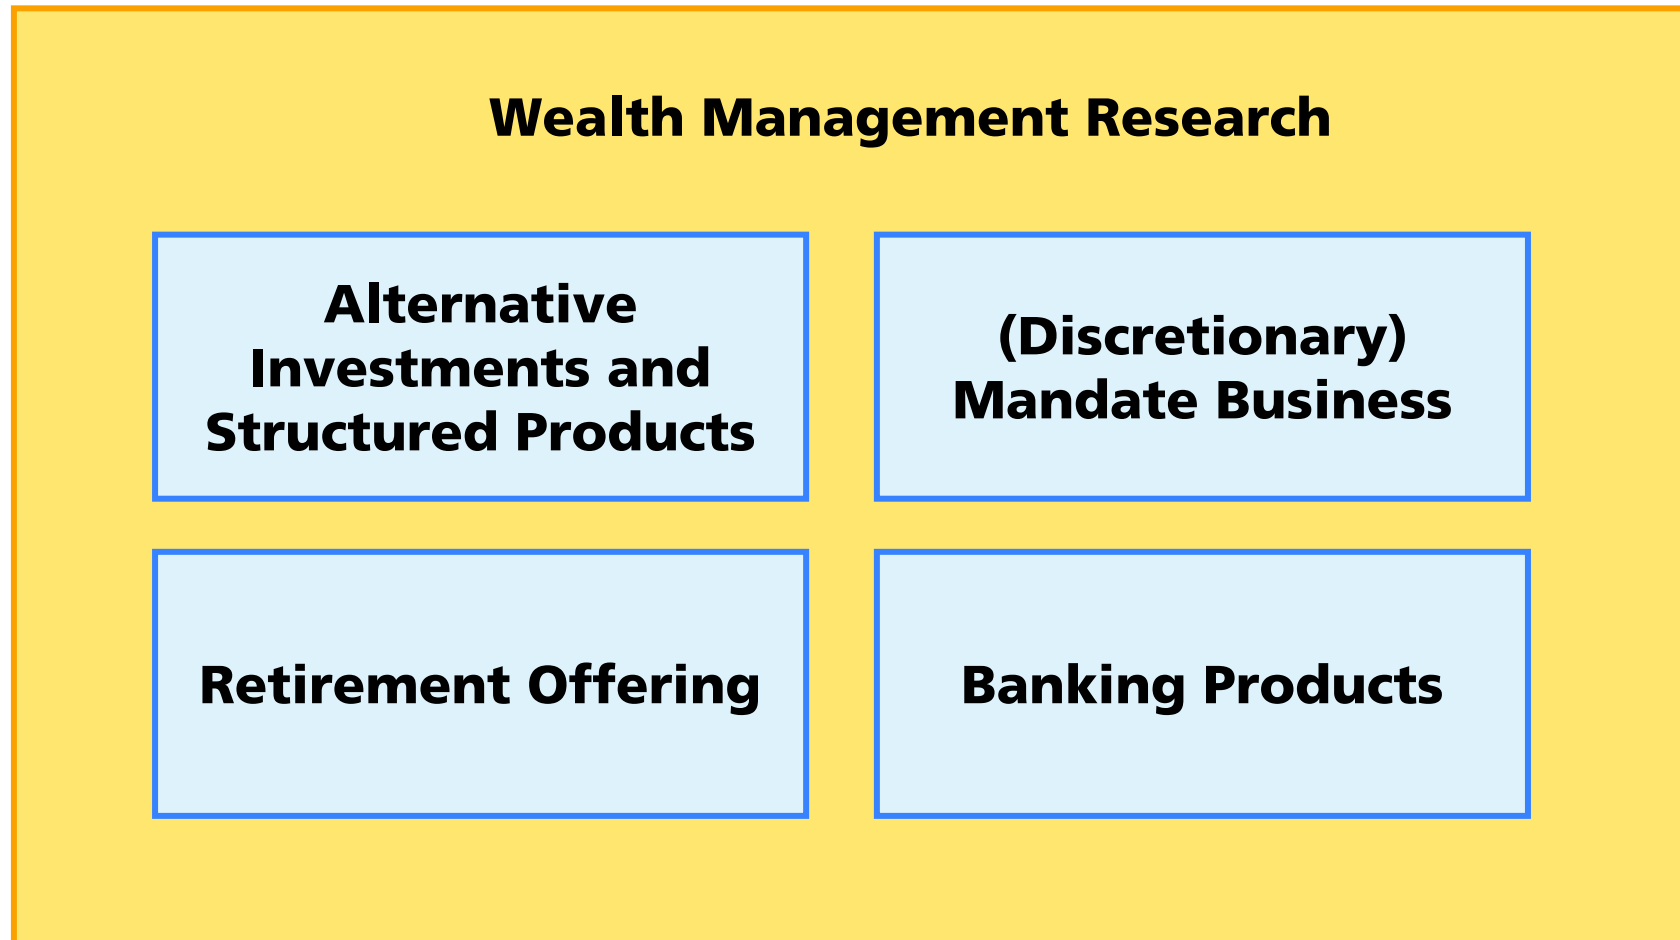 Wealth Management Research
Alternative
Investments and
Structured Products
(Discretionary)
Mandate Business
Retirement Offering
Banking Products